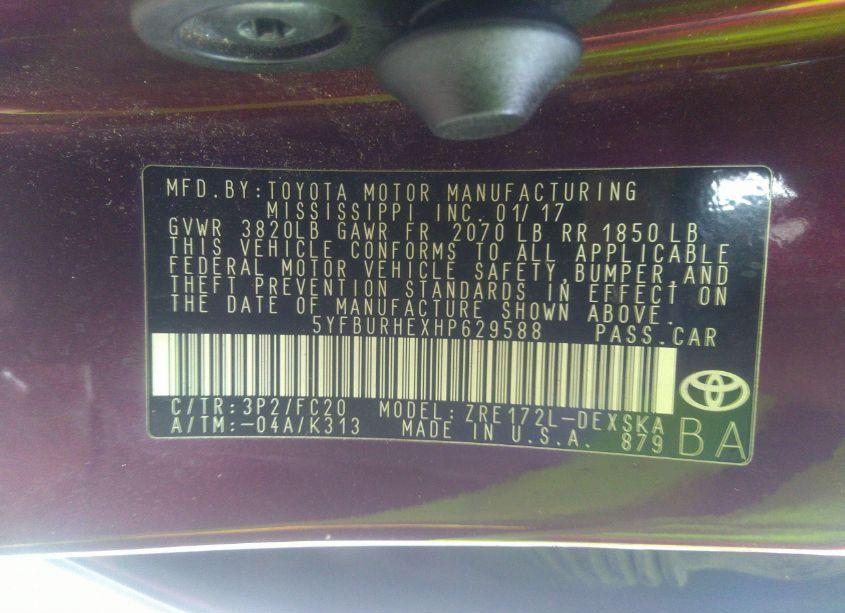 MFD.BY:TOYOTA MOTOR MANUFACTURING
MISSISSIPPI INC. 01/17
GVWR 3820LB GAWR FR 2070 LB RR 1850 LB
THIS VEHICLE CONFORMS TO ALL APPLICABLE
FEDERAL MOTOR VEHICLE SAFETY,BUMPER,AND
THEFT PREVENTION STANDARDS IN EFFECT ON
THE DATE OF MANUFACTURE SHOWN ABOVE.
5YFBURHEXHP629588 PASS.CAR
C/TR:3P2/FC20 MODEL:ZRE172L-DEXSKA
A/TM:-04A/K313 MADE IN U.S.A. 879 BA